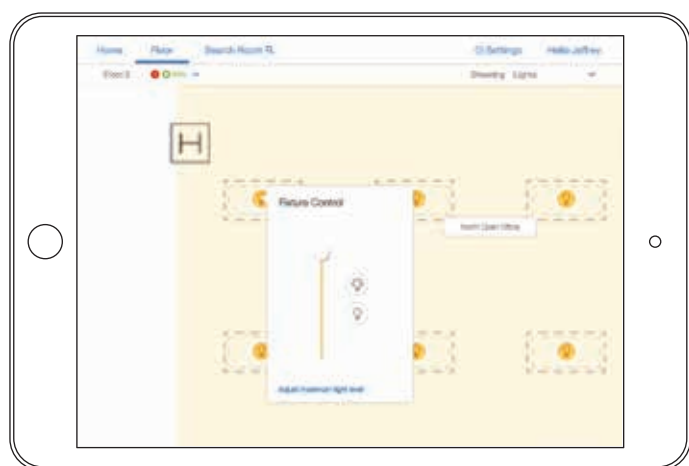 Home Floor Search Room Settings Hello Jeffrey
Floor 2 Showing Lights
H
Fixture Control
North Open Office
Adjust maximum light level